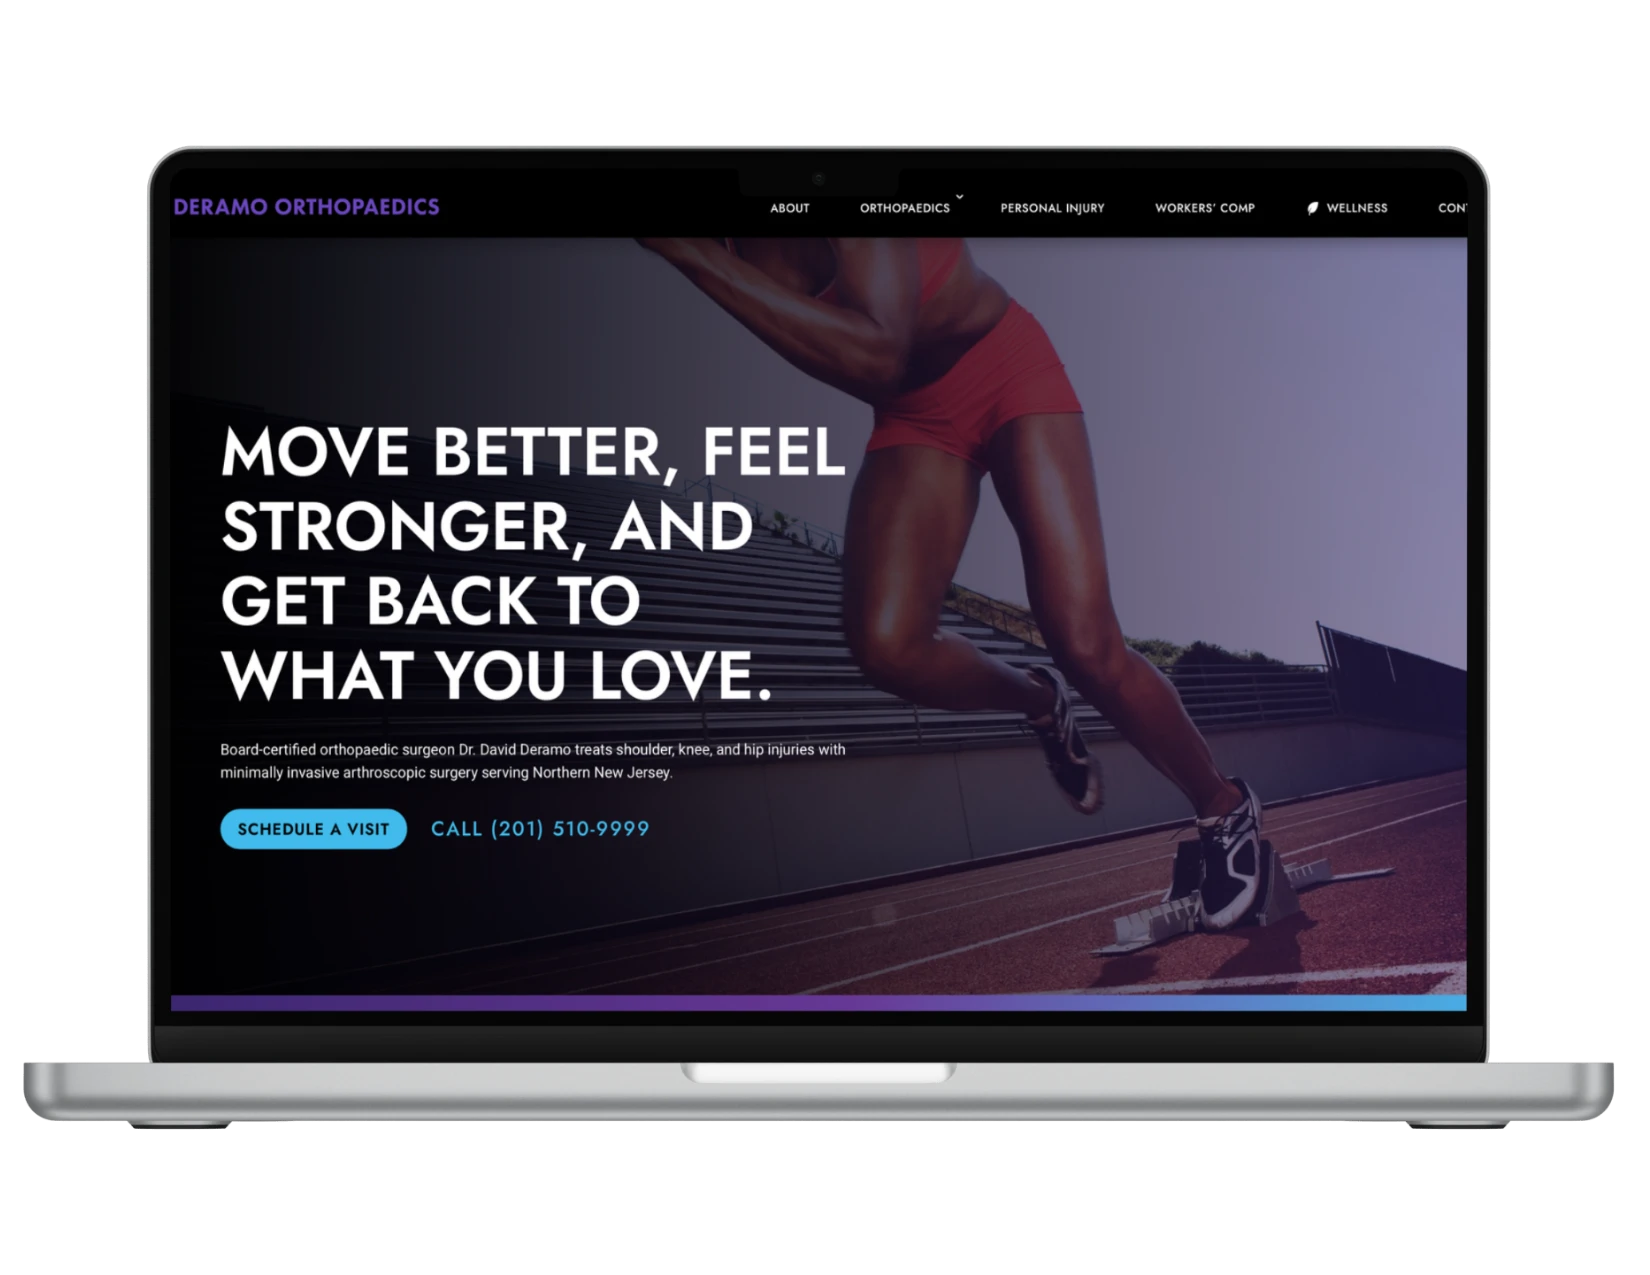 DERAMO ORTHOPAEDICS
ABOUT ORTHOPAEDICS PERSONAL INJURY WORKERS' COMP WELLNESS
MOVE BETTER, FEEL
STRONGER, AND
GET BACK TO
WHAT YOU LOVE.
Board-certified orthopaedic surgeon Dr. David Deramo treats shoulder, knee, and hip injuries with
minimally invasive arthroscopic surgery serving Northern New Jersey.
SCHEDULE A VISIT CALL (201) 510-9999